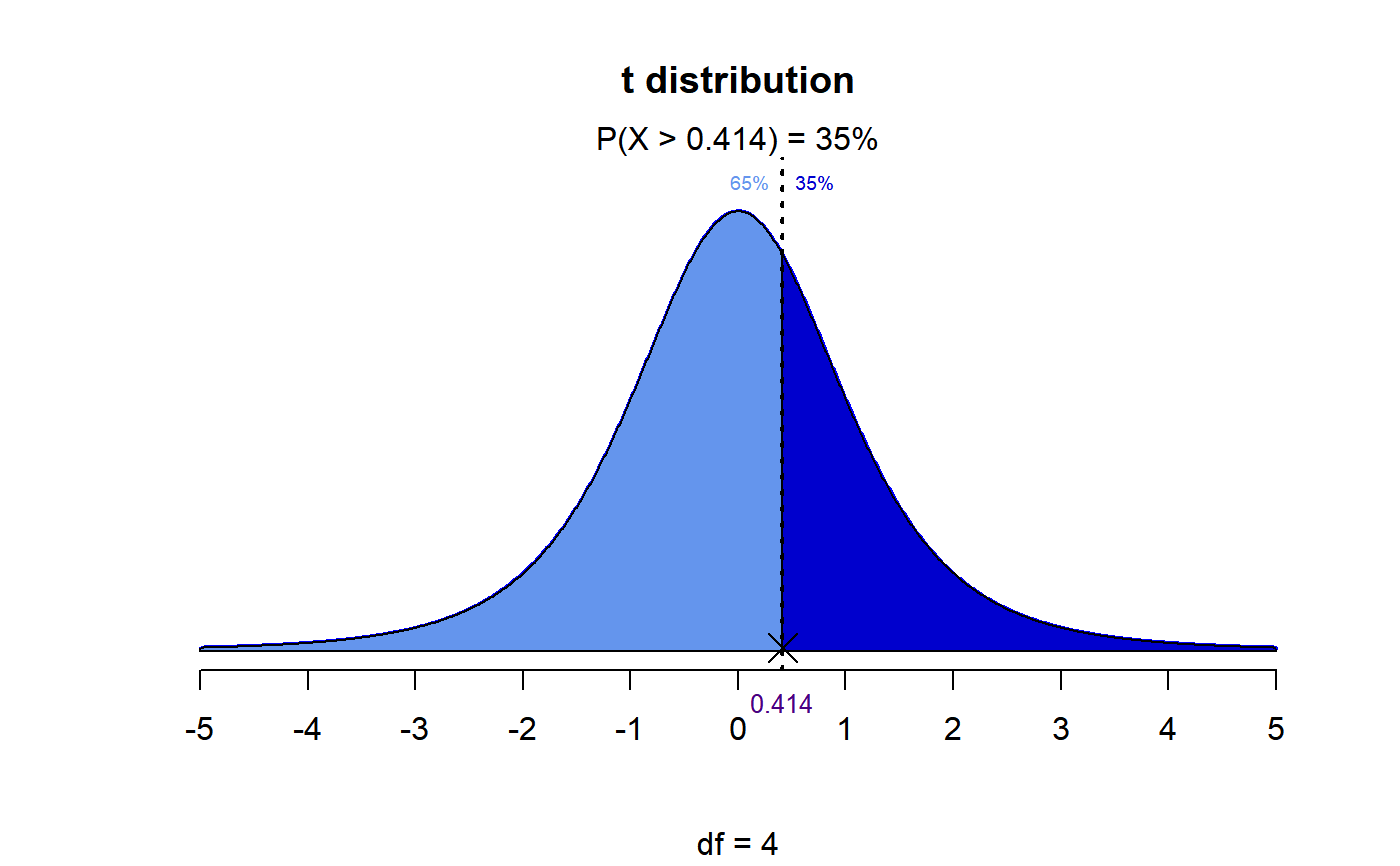 t distribution
P(X > 0.414) = 35%
65% 35%
0.414
-5 -4 -3 -2 -1 0 1 2 3 4 5
df = 4